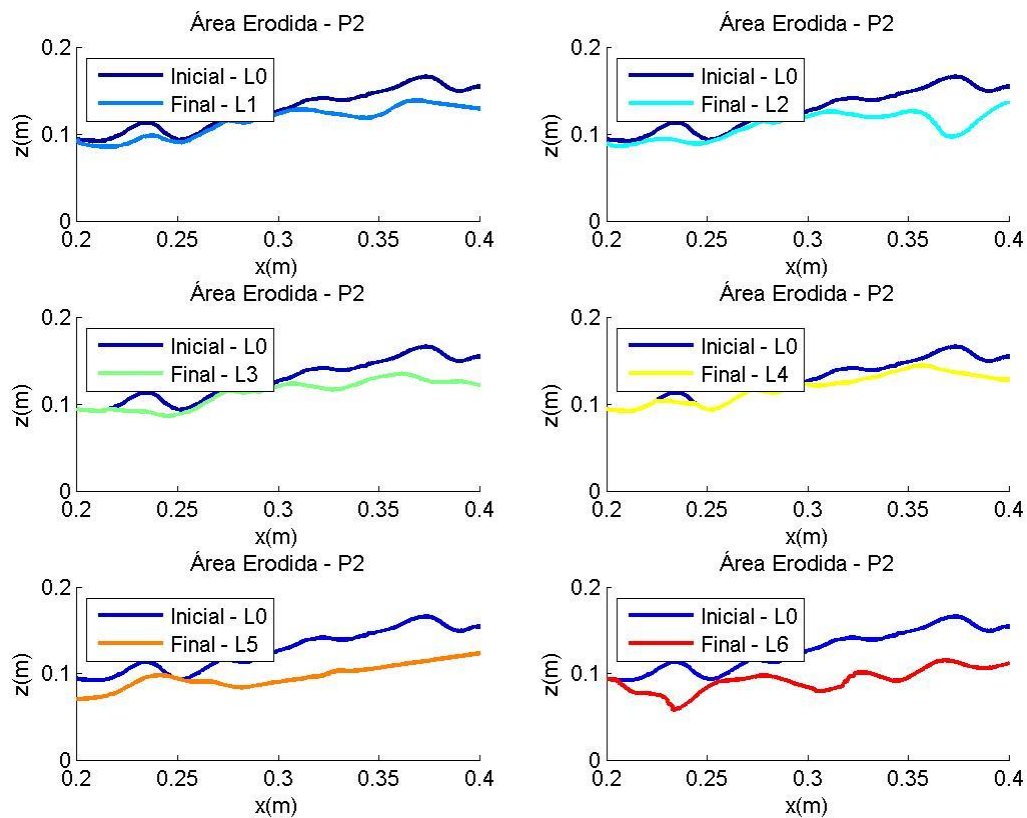 Área Erodida - P2
0.2
Inicial - L0
Final - L1
0.1
z(m)
0
0.2 0.25 0.3 0.35 0.4
x(m)
Área Erodida - P2
0.2
Inicial - L0
Final - L2
0.1
z(m)
0
0.2 0.25 0.3 0.35 0.4
x(m)
Área Erodida - P2
0.2
Inicial - L0
Final - L3
0.1
z(m)
0
0.2 0.25 0.3 0.35 0.4
x(m)
Área Erodida - P2
0.2
Inicial - L0
Final - L4
0.1
z(m)
0
0.2 0.25 0.3 0.35 0.4
x(m)
Área Erodida - P2
0.2
Inicial - L0
Final - L5
0.1
z(m)
0
0.2 0.25 0.3 0.35 0.4
x(m)
Área Erodida - P2
0.2
Inicial - L0
Final - L6
0.1
z(m)
0
0.2 0.25 0.3 0.35 0.4
x(m)